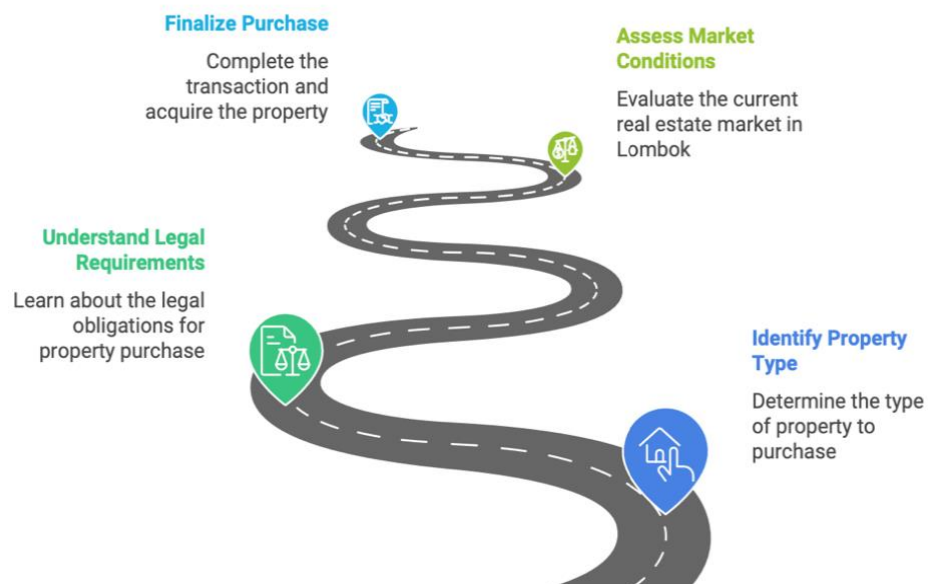 Finalize Purchase
Complete the
transaction and
acquire the property
Assess Market
Conditions
Evaluate the current
real estate market in
Lombok
Understand Legal
Requirements
Learn about the legal
obligations for
property purchase
Identify Property
Type
Determine the type
of property to
purchase